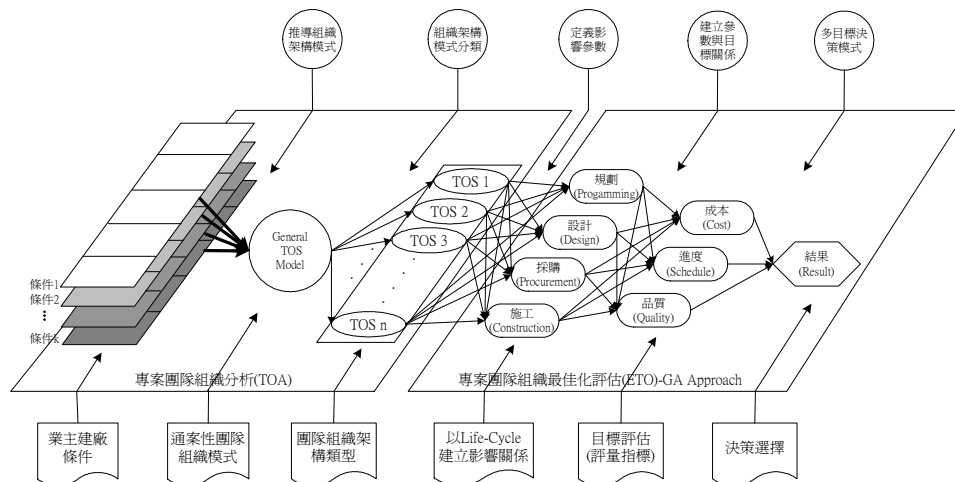 推導組織
架構模式
組織架構
模式分類
定義影
響參數
建立參
數與目
標關係
多目標決
策模式
TOS 1
TOS 2
TOS 3
TOS n
General
TOS
Model
規劃
(Progamming)
設計
(Design)
採購
(Procurement)
施工
(Construction)
成本
(Cost)
進度
(Schedule)
品質
(Quality)
結果
(Result)
條件1
條件2
條件k
專案團隊組織分析(TOA)
專案團隊組織最佳化評估(ETO)-GA Approach
業主建廠
條件
通案性團隊
組織模式
團隊組織架
構類型
以Life-Cycle
建立影響關係
目標評估
(評量指標)
決策選擇